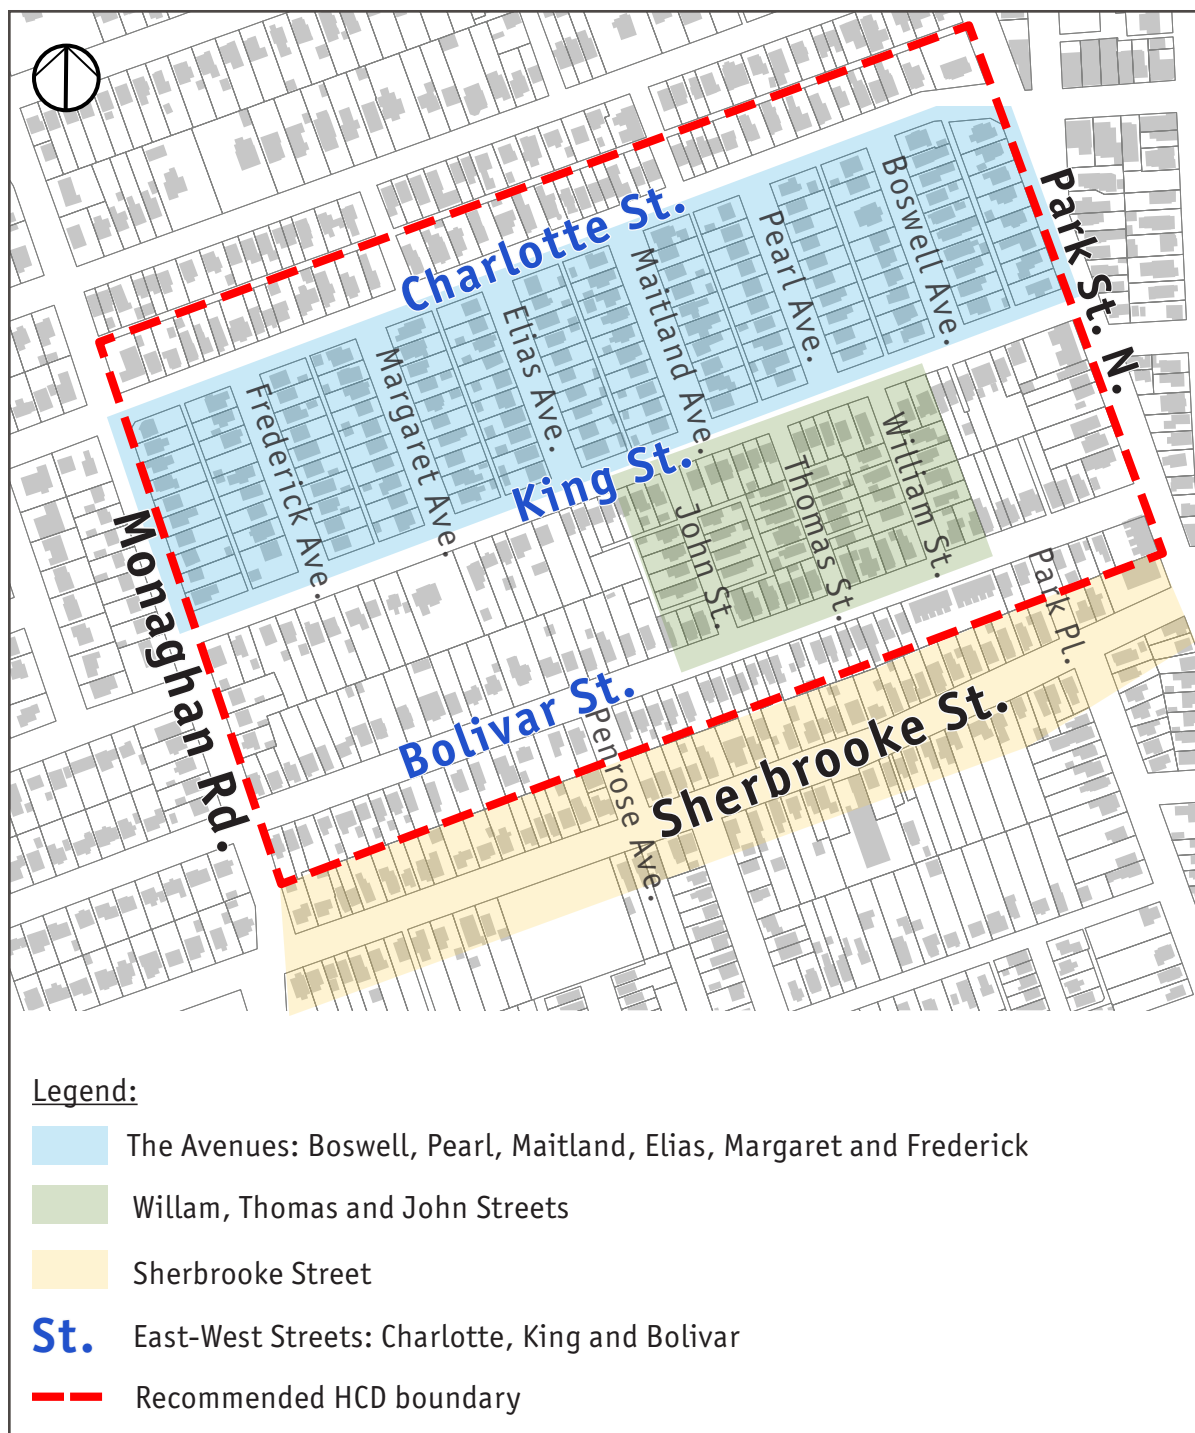 Charlotte St.
Park St. N.
Boswell Ave.
Pearl Ave.
Maitland Ave.
Elias Ave.
Margaret Ave.
Frederick Ave.
King St.
William St.
Thomas St.
John St.
Monaghan Rd.
Park Pl.
Bolivar St.
Penrose Ave.
Sherbrooke St.
Legend:
The Avenues: Boswell, Pearl, Maitland, Elias, Margaret and Frederick
Willam, Thomas and John Streets
Sherbrooke Street
St. East-West Streets: Charlotte, King and Bolivar
Recommended HCD boundary